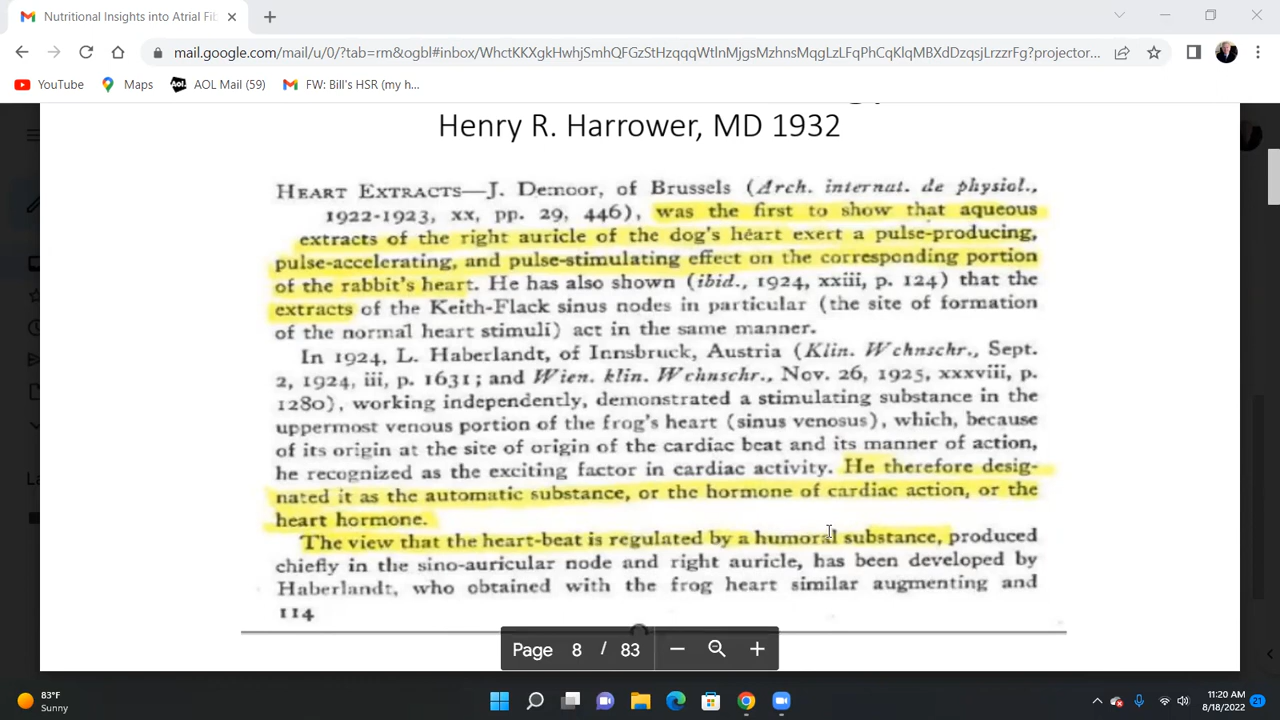 Nutritional Insights into Atrial Fib
mail.google.com/mail/u/0/?tab=rm&ogbl#inbox/WhctKKXgkHwhjSmhQFGzStHzqqqWtlnMjgsMzhnsMqgLzLFqPhCqKlqMBXdDzqsjLrzzrFg?projector...
YouTube Maps AOL Mail (59) FW: Bill's HSR (my h...
Henry R. Harrower, MD 1932
HEART EXTRACTS—J. Demoor, of Brussels (Arch. internat. de physiol.,
1922-1923, xx, pp. 29, 446), was the first to show that aqueous
extracts of the right auricle of the dog's heart exert a pulse-producing,
pulse-accelerating, and pulse-stimulating effect on the corresponding portion
of the rabbit's heart. He has also shown (ibid., 1924, xxiii, p. 124) that the
extracts of the Keith-Flack sinus nodes in particular (the site of formation
of the normal heart stimuli) act in the same manner.
In 1924, L. Haberlandt, of Innsbruck, Austria (Klin. Wchnschr., Sept.
2, 1924, iii, p. 1631; and Wien. klin. Wchnschr., Nov. 26, 1925, xxxviii, p.
1280), working independently, demonstrated a stimulating substance in the
uppermost venous portion of the frog's heart (sinus venosus), which, because
of its origin at the site of origin of the cardiac beat and its manner of action,
he recognized as the exciting factor in cardiac activity. He therefore desig-
nated it as the automatic substance, or the hormone of cardiac action, or the
heart hormone.
The view that the heart-beat is regulated by a humoral substance, produced
chiefly in the sino-auricular node and right auricle, has been developed by
Haberlandt, who obtained with the frog heart similar augmenting and
114
Page 8 / 83
83°F
Sunny
11:20 AM
8/18/2022
21